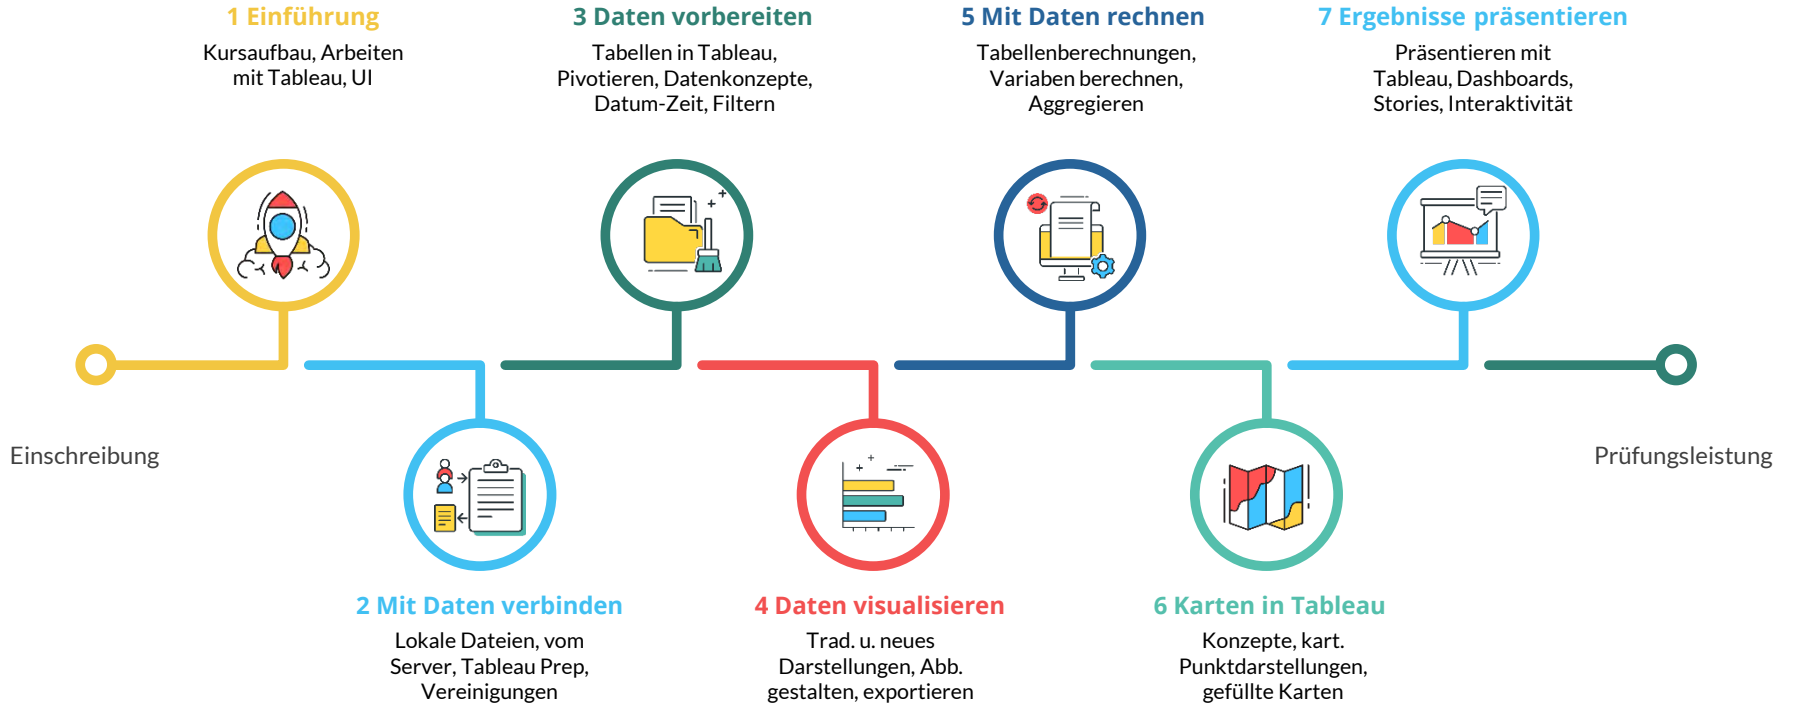 1 Einführung
Kursaufbau, Arbeiten
mit Tableau, UI
3 Daten vorbereiten
Tabellen in Tableau,
Pivotieren, Datenkonzepte,
Datum-Zeit, Filtern
5 Mit Daten rechnen
Tabellenberechnungen,
Variaben berechnen,
Aggregieren
7 Ergebnisse präsentieren
Präsentieren mit
Tableau, Dashboards,
Stories, Interaktivität
Einschreibung
Prüfungsleistung
2 Mit Daten verbinden
Lokale Dateien, vom
Server, Tableau Prep,
Vereinigungen
4 Daten visualisieren
Trad. u. neues
Darstellungen, Abb.
gestalten, exportieren
6 Karten in Tableau
Konzepte, kart.
Punktdarstellungen,
gefüllte Karten